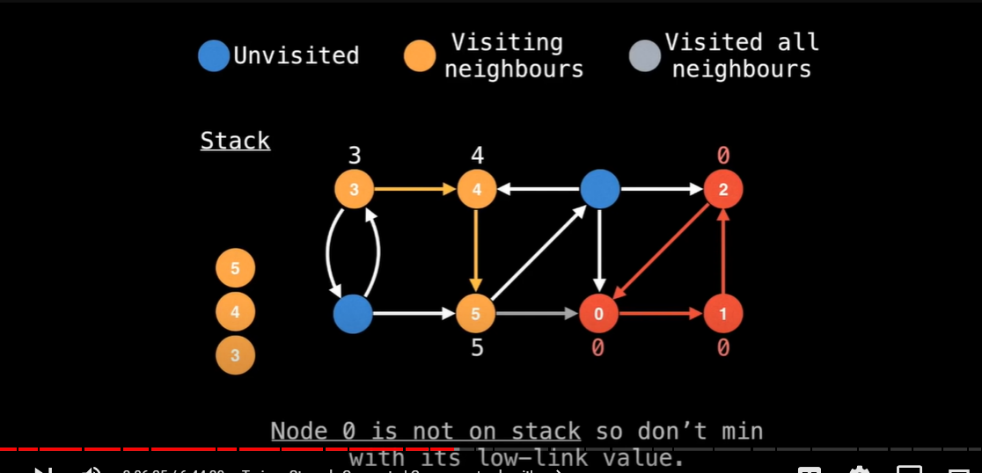 Unvisited
Visiting
neighbours
Visited all
neighbours
Stack
3
4
0
3
4
2
5
4
3
5
0
1
5
0
0
Node 0 is not on stack so don't min
with its low-link value.